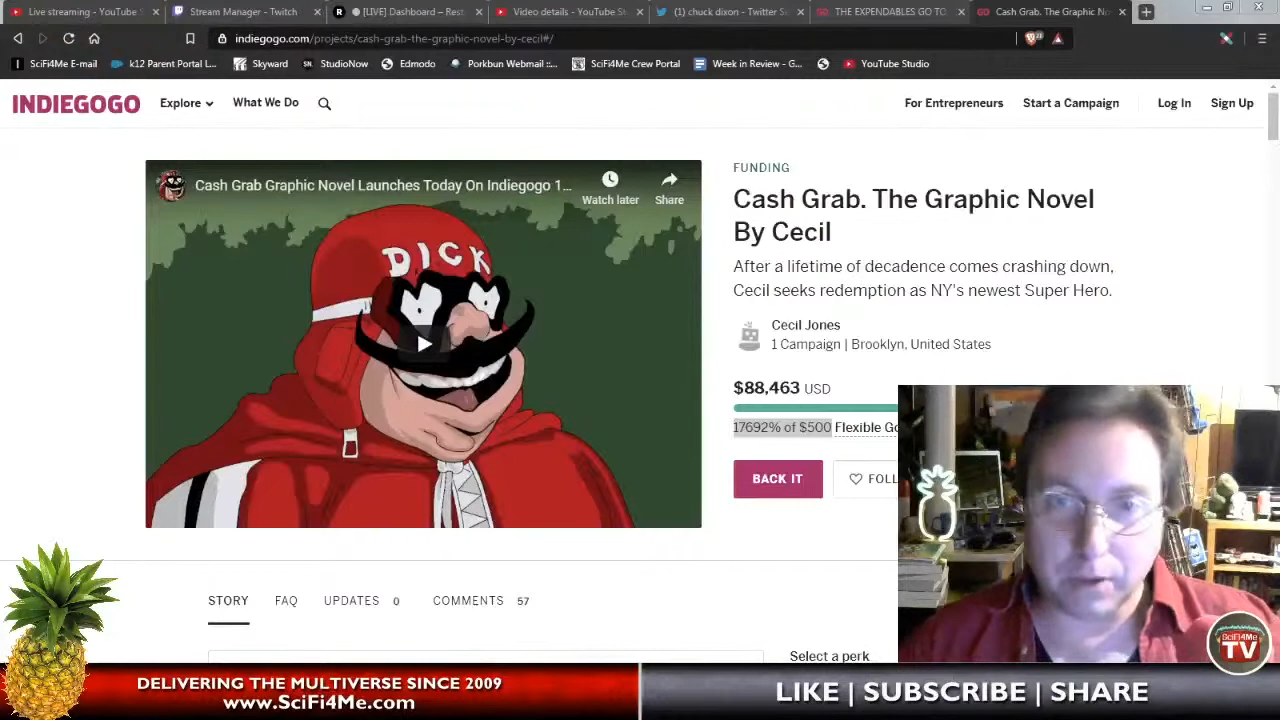 Live streaming - YouTube S
Stream Manager - Twitch
[LIVE] Dashboard – Rest
Video details - YouTube St
(1) chuck dixon - Twitter Se
THE EXPENDABLES GO TO
Cash Grab. The Graphic No
indiegogo.com/projects/cash-grab-the-graphic-novel-by-cecil#/
SciFi4Me E-mail
k12 Parent Portal L...
Skyward
StudioNow
Edmodo
Porkbun Webmail ::...
SciFi4Me Crew Portal
Week in Review – G...
YouTube Studio
INDIEGOGO
Explore
What We Do
For Entrepreneurs
Start a Campaign
Log In
Sign Up
Cash Grab Graphic Novel Launches Today On Indiegogo 1...
Watch later
Share
DICK
FUNDING
Cash Grab. The Graphic Novel
By Cecil
After a lifetime of decadence comes crashing down,
Cecil seeks redemption as NY's newest Super Hero.
Cecil Jones
1 Campaign | Brooklyn, United States
$88,463 USD
17692% of $500 Flexible Go
BACK IT
FOLL
STORY
FAQ
UPDATES 0
COMMENTS 57
Select a perk
SciFi4Me
TV
DELIVERING THE MULTIVERSE SINCE 2009
www.SciFi4Me.com
LIKE | SUBSCRIBE | SHARE